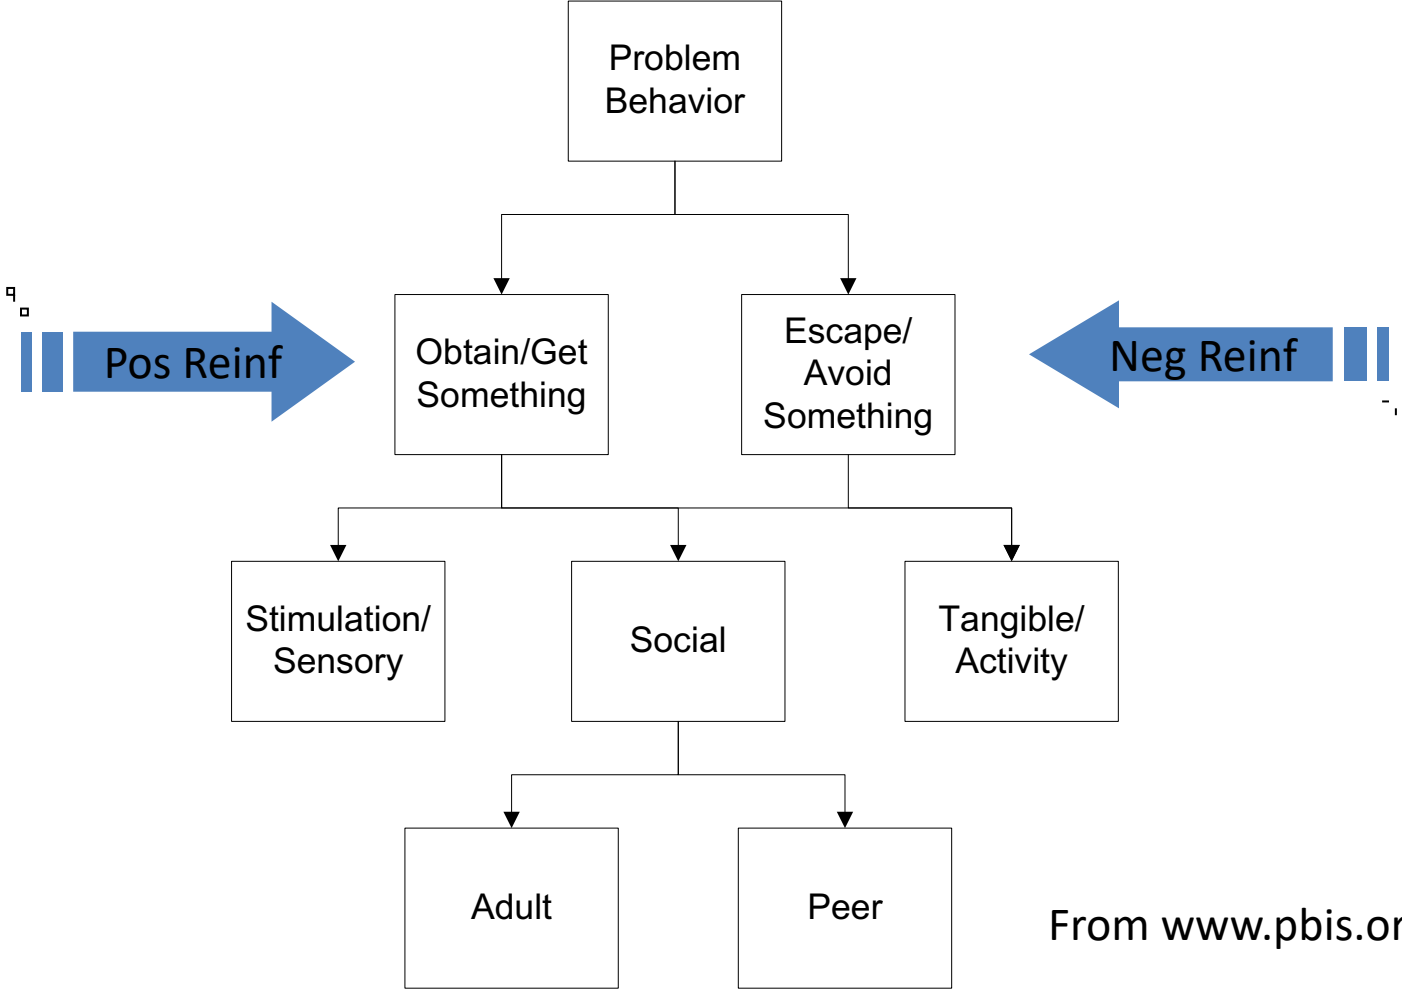 Problem
Behavior
Pos Reinf
Obtain/Get
Something
Escape/
Avoid
Something
Neg Reinf
Stimulation/
Sensory
Social
Tangible/
Activity
Adult
Peer
From www.pbis.or